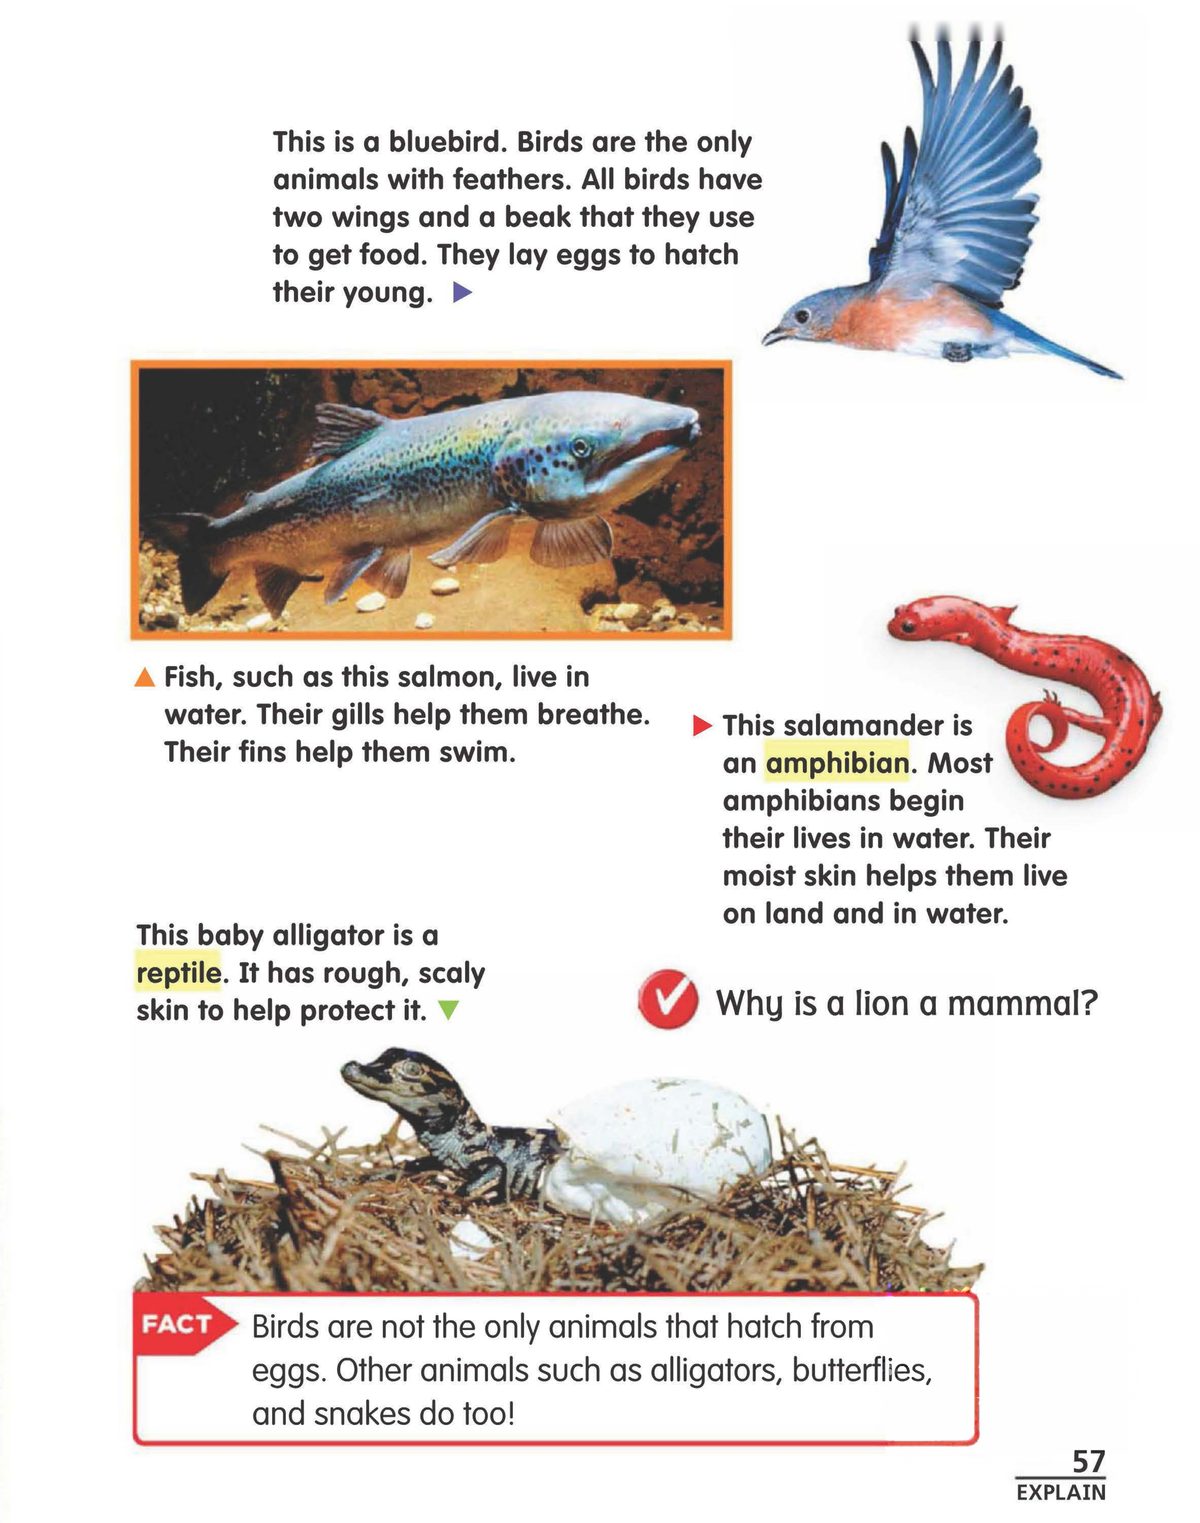 This is a bluebird. Birds are the only
animals with feathers. All birds have
two wings and a beak that they use
to get food. They lay eggs to hatch
their young.
Fish, such as this salmon, live in
water. Their gills help them breathe.
Their fins help them swim.
This salamander is
an amphibian. Most
amphibians begin
their lives in water. Their
moist skin helps them live
on land and in water.
This baby alligator is a
reptile. It has rough, scaly
skin to help protect it.
Why is a lion a mammal?
FACT
Birds are not the only animals that hatch from
eggs. Other animals such as alligators, butterflies,
and snakes do too!
57
EXPLAIN